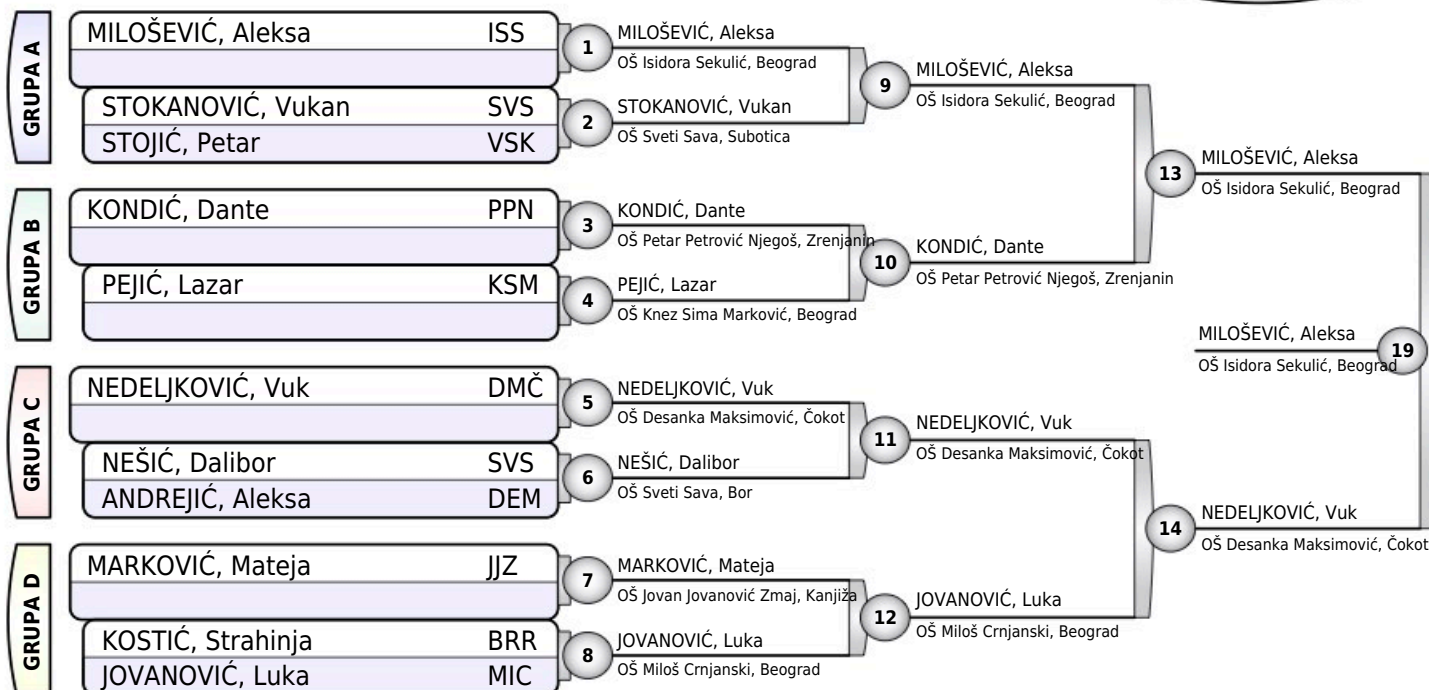 GRUPA A
MILOŠEVIĆ, Aleksa ISS
STOKANOVIĆ, Vukan SVS
STOJIĆ, Petar VSK
GRUPA B
KONDIĆ, Dante PPN
PEJIĆ, Lazar KSM
GRUPA C
NEDELJKOVIĆ, Vuk DMČ
NEŠIĆ, Dalibor SVS
ANDREJIĆ, Aleksa DEM
GRUPA D
MARKOVIĆ, Mateja JJZ
KOSTIĆ, Strahinja BRR
JOVANOVIĆ, Luka MIC
1
MILOŠEVIĆ, Aleksa
OŠ Isidora Sekulić, Beograd
2
STOKANOVIĆ, Vukan
OŠ Sveti Sava, Subotica
3
KONDIĆ, Dante
OŠ Petar Petrović Njegoš, Zrenjanin
4
PEJIĆ, Lazar
OŠ Knez Sima Marković, Beograd
5
NEDELJKOVIĆ, Vuk
OŠ Desanka Maksimović, Čokot
6
NEŠIĆ, Dalibor
OŠ Sveti Sava, Bor
7
MARKOVIĆ, Mateja
OŠ Jovan Jovanović Zmaj, Kanjiža
8
JOVANOVIĆ, Luka
OŠ Miloš Crnjanski, Beograd
9
MILOŠEVIĆ, Aleksa
OŠ Isidora Sekulić, Beograd
10
KONDIĆ, Dante
OŠ Petar Petrović Njegoš, Zrenjanin
11
NEDELJKOVIĆ, Vuk
OŠ Desanka Maksimović, Čokot
12
JOVANOVIĆ, Luka
OŠ Miloš Crnjanski, Beograd
13
MILOŠEVIĆ, Aleksa
OŠ Isidora Sekulić, Beograd
14
NEDELJKOVIĆ, Vuk
OŠ Desanka Maksimović, Čokot
MILOŠEVIĆ, Aleksa
OŠ Isidora Sekulić, Beograd
19